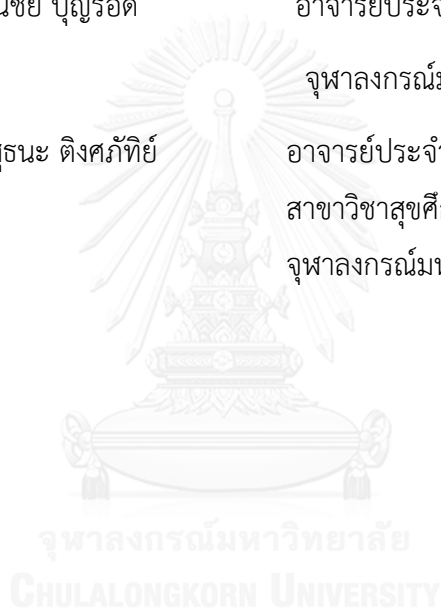 บุญรอด อาจารย์ประจ
จุฬาลงกรณ์ม
สุธนะ ติงศภัทิย์ อาจารย์ประจำ
สาขาวิชาสุขศึ
จุฬาลงกรณ์มห
จุฬาลงกรณ์มหาวิทยาลัย
CHULALONGKORN UNIVERSITY